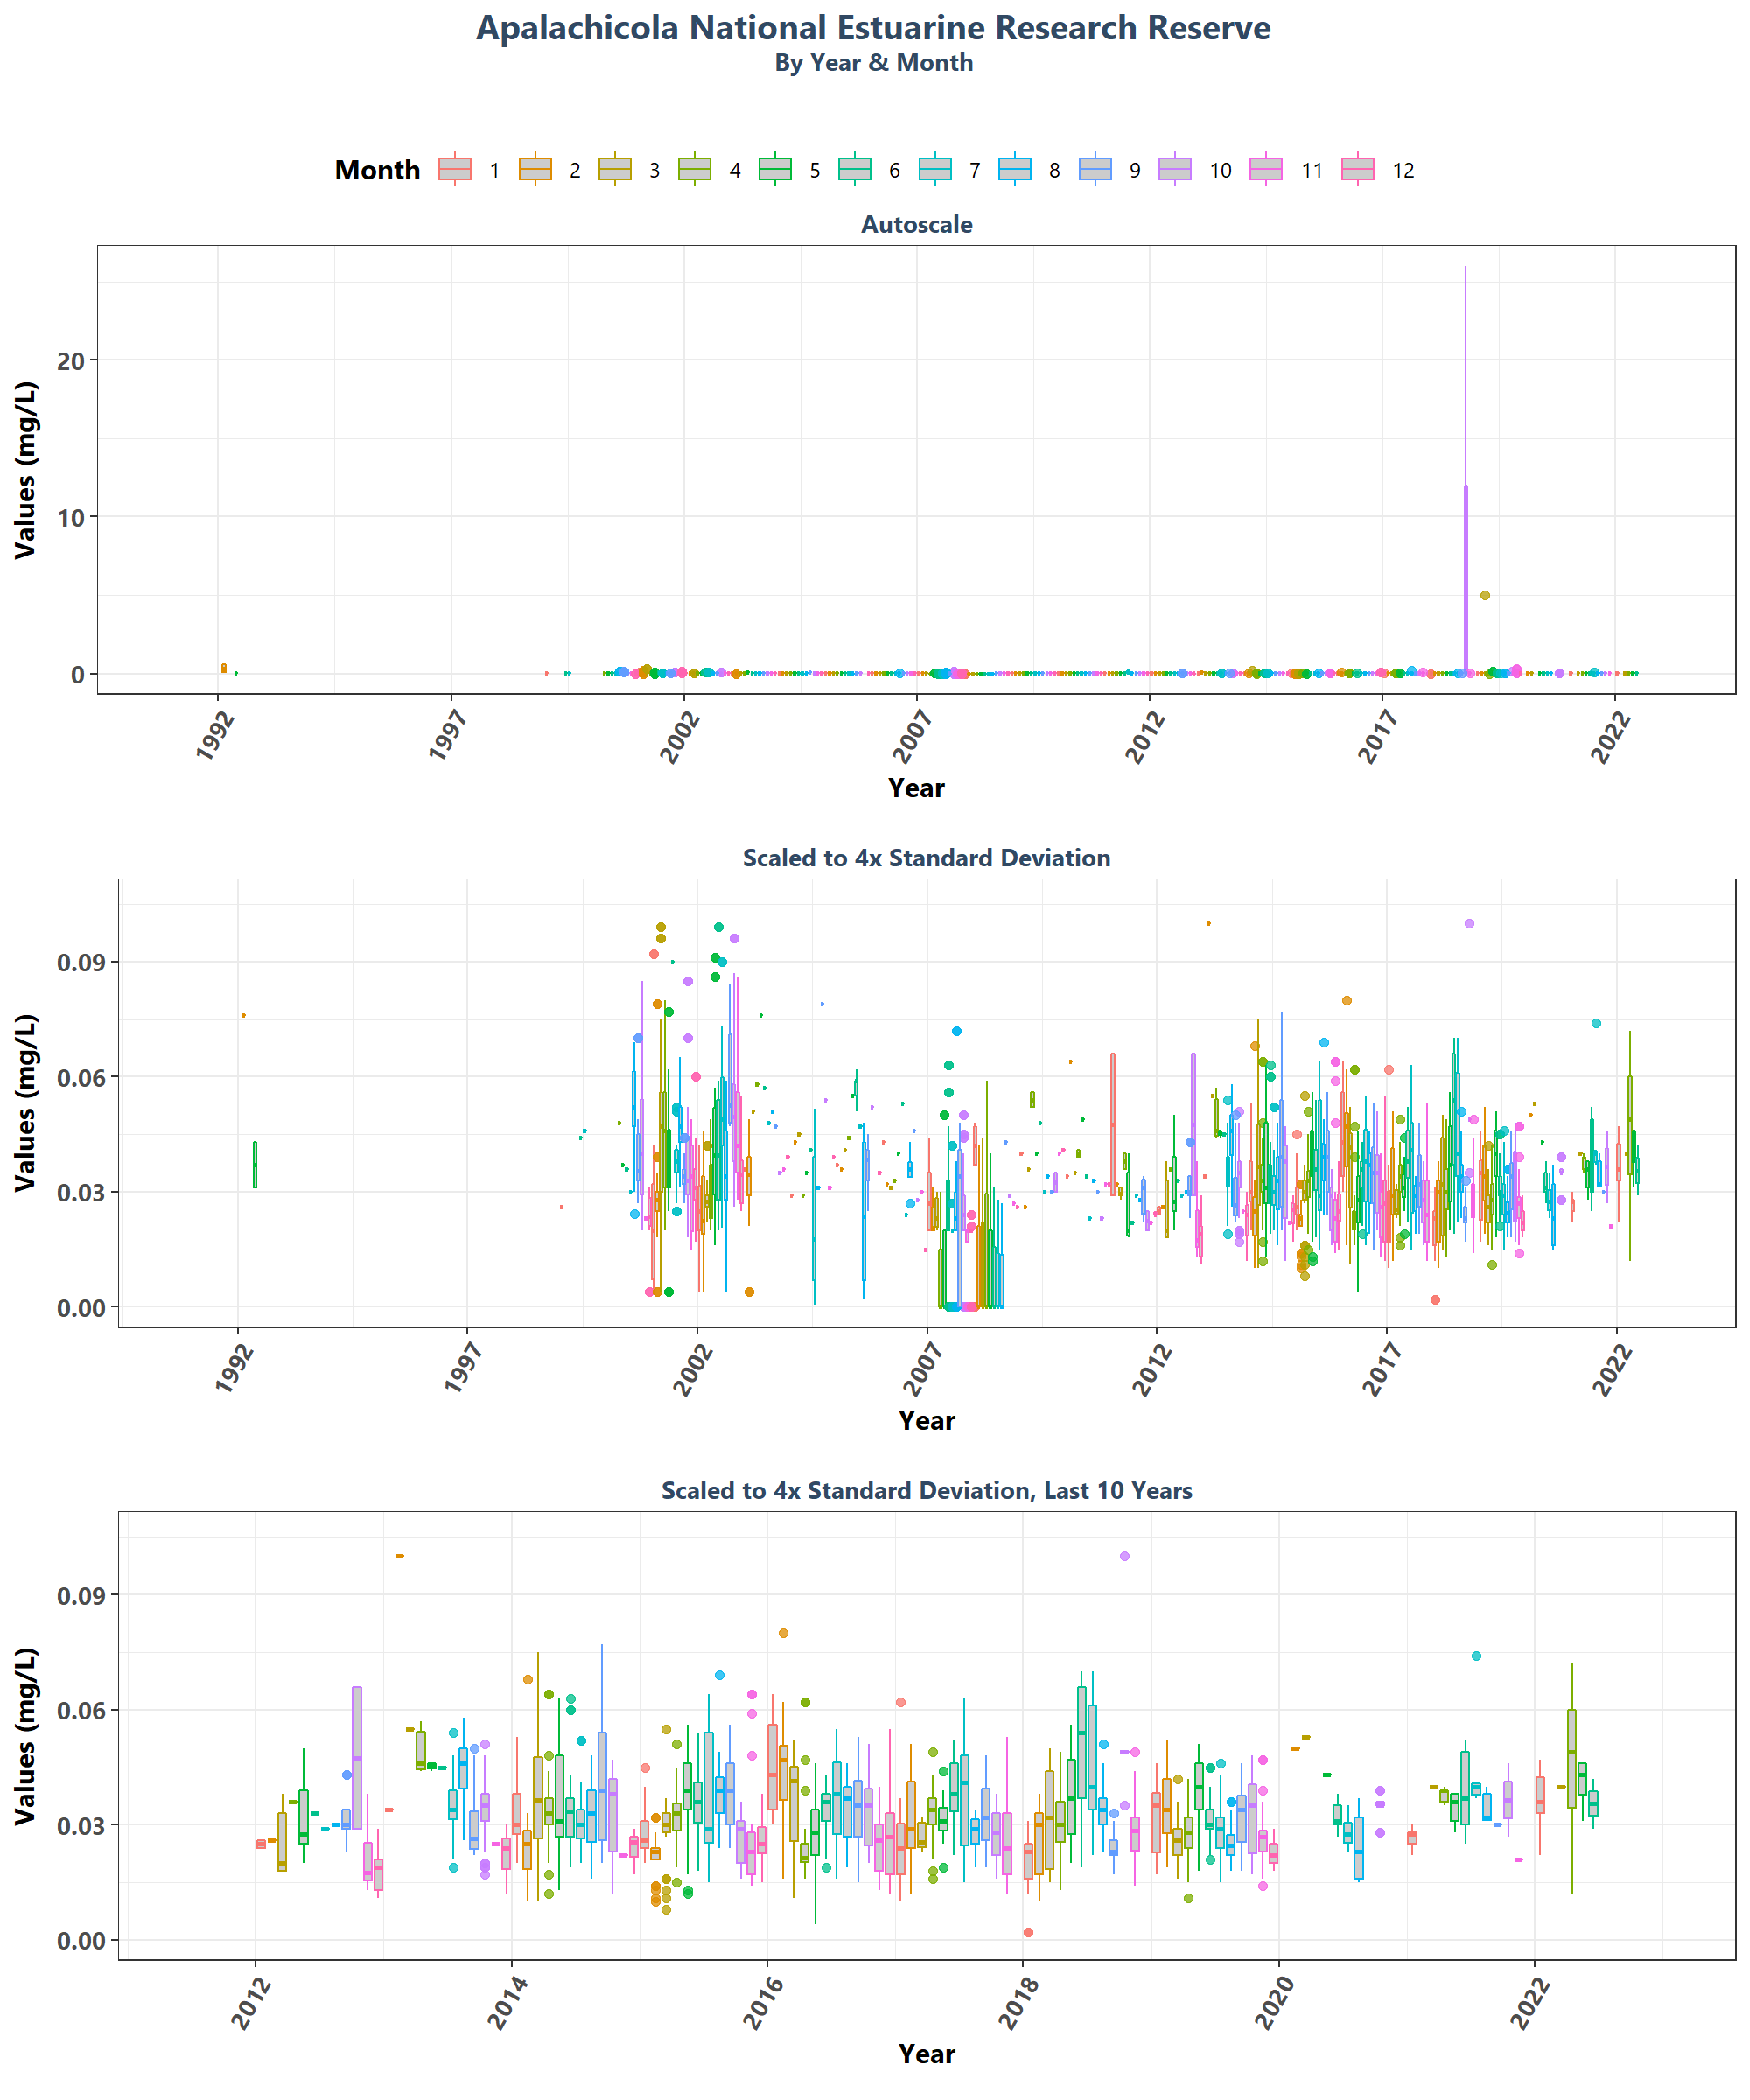 Apalachicola National Estuarine Research Reserve
By Year & Month
Month 1 2 3 4 5 6 7 8 9 10 11 12
Autoscale
Values (mg/L)
20
10
0
1992 1997 2002 2007 2012 2017 2022
Year
Scaled to 4x Standard Deviation
Values (mg/L)
0.09
0.06
0.03
0.00
1992 1997 2002 2007 2012 2017 2022
Year
Scaled to 4x Standard Deviation, Last 10 Years
Values (mg/L)
0.09
0.06
0.03
0.00
2012 2014 2016 2018 2020 2022
Year